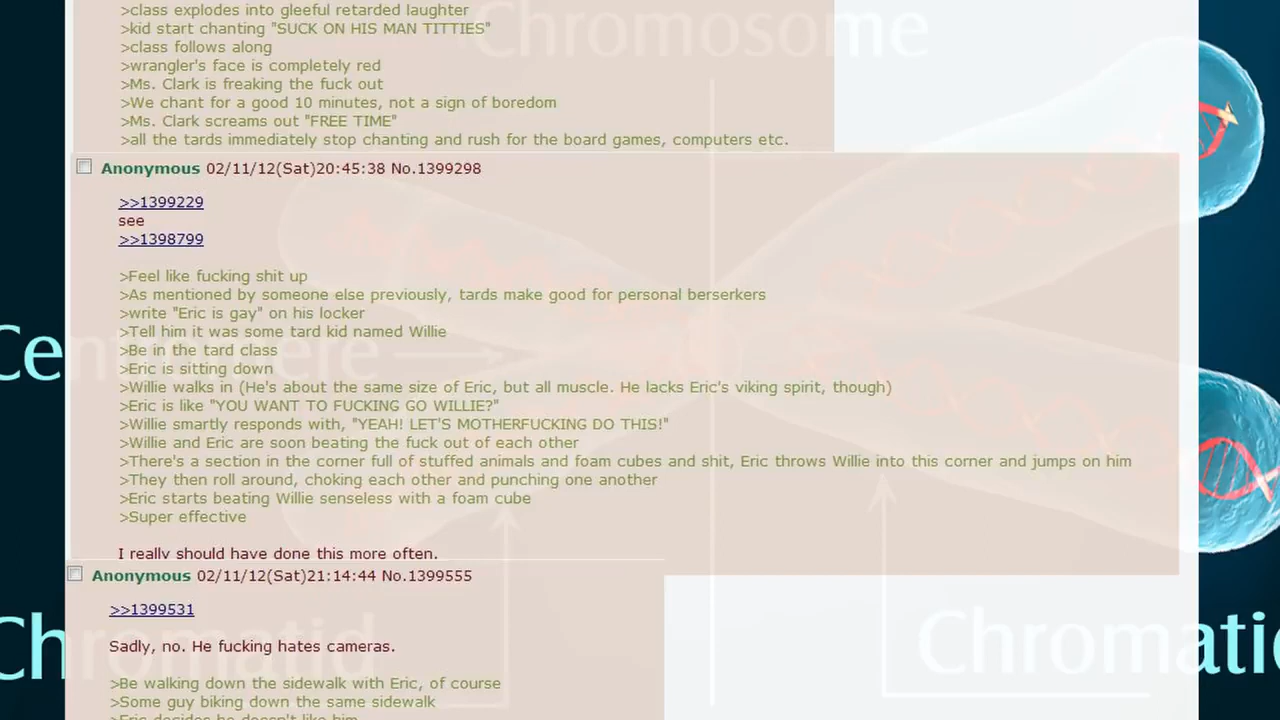 Chromosome
>class explodes into gleeful retarded laughter
>kid start chanting "SUCK ON HIS MAN TITTIES"
>class follows along
>wrangler's face is completely red
>Ms. Clark is freaking the fuck out
>We chant for a good 10 minutes, not a sign of boredom
>Ms. Clark screams out "FREE TIME"
>all the tards immediately stop chanting and rush for the board games, computers etc.
Anonymous 02/11/12(Sat)20:45:38 No.1399298
>>1399229
see
>>1398799
>Feel like fucking shit up
>As mentioned by someone else previously, tards make good for personal berserkers
>write "Eric is gay" on his locker
>Tell him it was some tard kid named Willie
>Be in the tard class
>Eric is sitting down
>Willie walks in (He's about the same size of Eric, but all muscle. He lacks Eric's viking spirit, though)
>Eric is like "YOU WANT TO FUCKING GO WILLIE?"
>Willie smartly responds with, "YEAH! LET'S MOTHERFUCKING DO THIS!"
>Willie and Eric are soon beating the fuck out of each other
>There's a section in the corner full of stuffed animals and foam cubes and shit, Eric throws Willie into this corner and jumps on him
>They then roll around, choking each other and punching one another
>Eric starts beating Willie senseless with a foam cube
>Super effective
I really should have done this more often.
Centromere
Anonymous 02/11/12(Sat)21:14:44 No.1399555
>>1399531
Sadly, no. He fucking hates cameras.
>Be walking down the sidewalk with Eric, of course
>Some guy biking down the same sidewalk
>Eric decides he doesn't like him
Chromatid
Chromatid